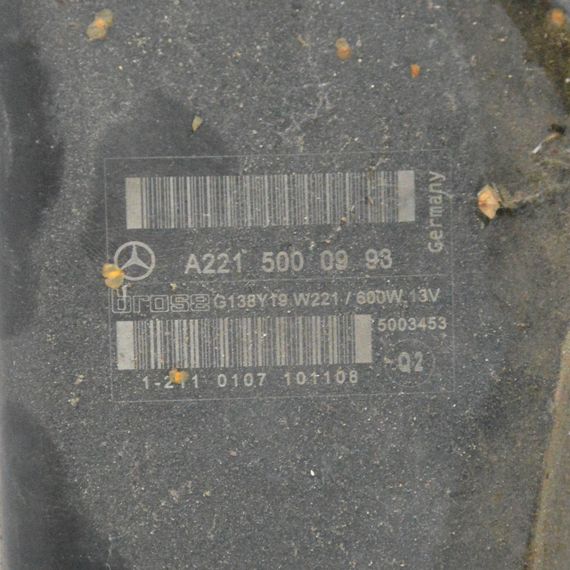 Germany
A221 500 09 93
brose G138Y19 W221 / 600W 13V
5003453
Q2
1-211 0107 101108